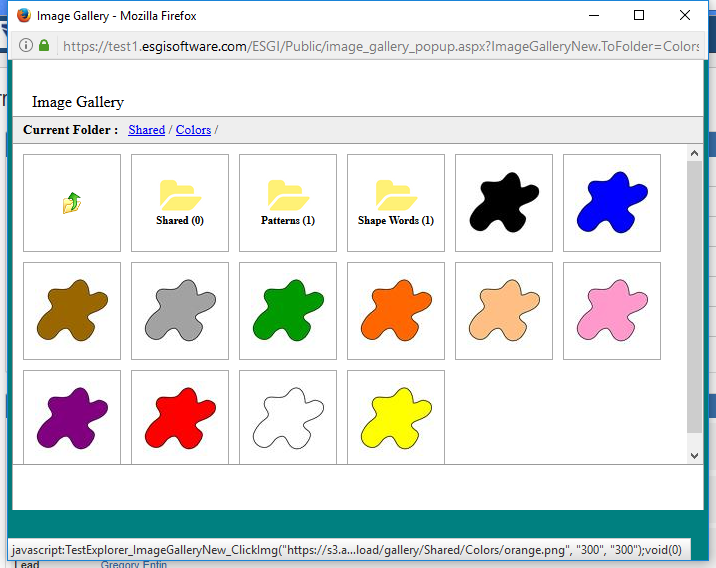 Image Gallery - Mozilla Firefox
https://test1.esgisoftware.com/ESGI/Public/image_gallery_popup.aspx?ImageGalleryNew.ToFolder=Colors
Image Gallery
Current Folder : Shared / Colors /
Shared (0)
Patterns (1)
Shape Words (1)
javascript:TestExplorer_ImageGalleryNew_ClickImg("https://s3.a...load/gallery/Shared/Colors/orange.png", "300", "300");void(0)
Lead Gregory Entin